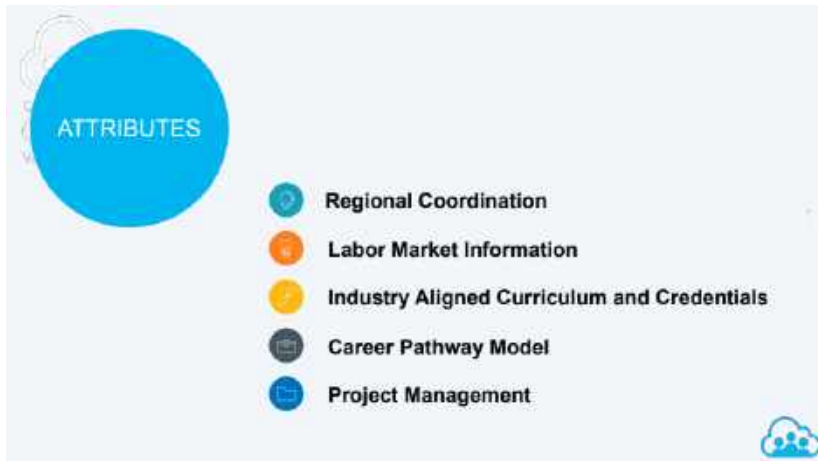 ATTRIBUTES
Regional Coordination
Labor Market Information
Industry Aligned Curriculum and Credentials
Career Pathway Model
Project Management